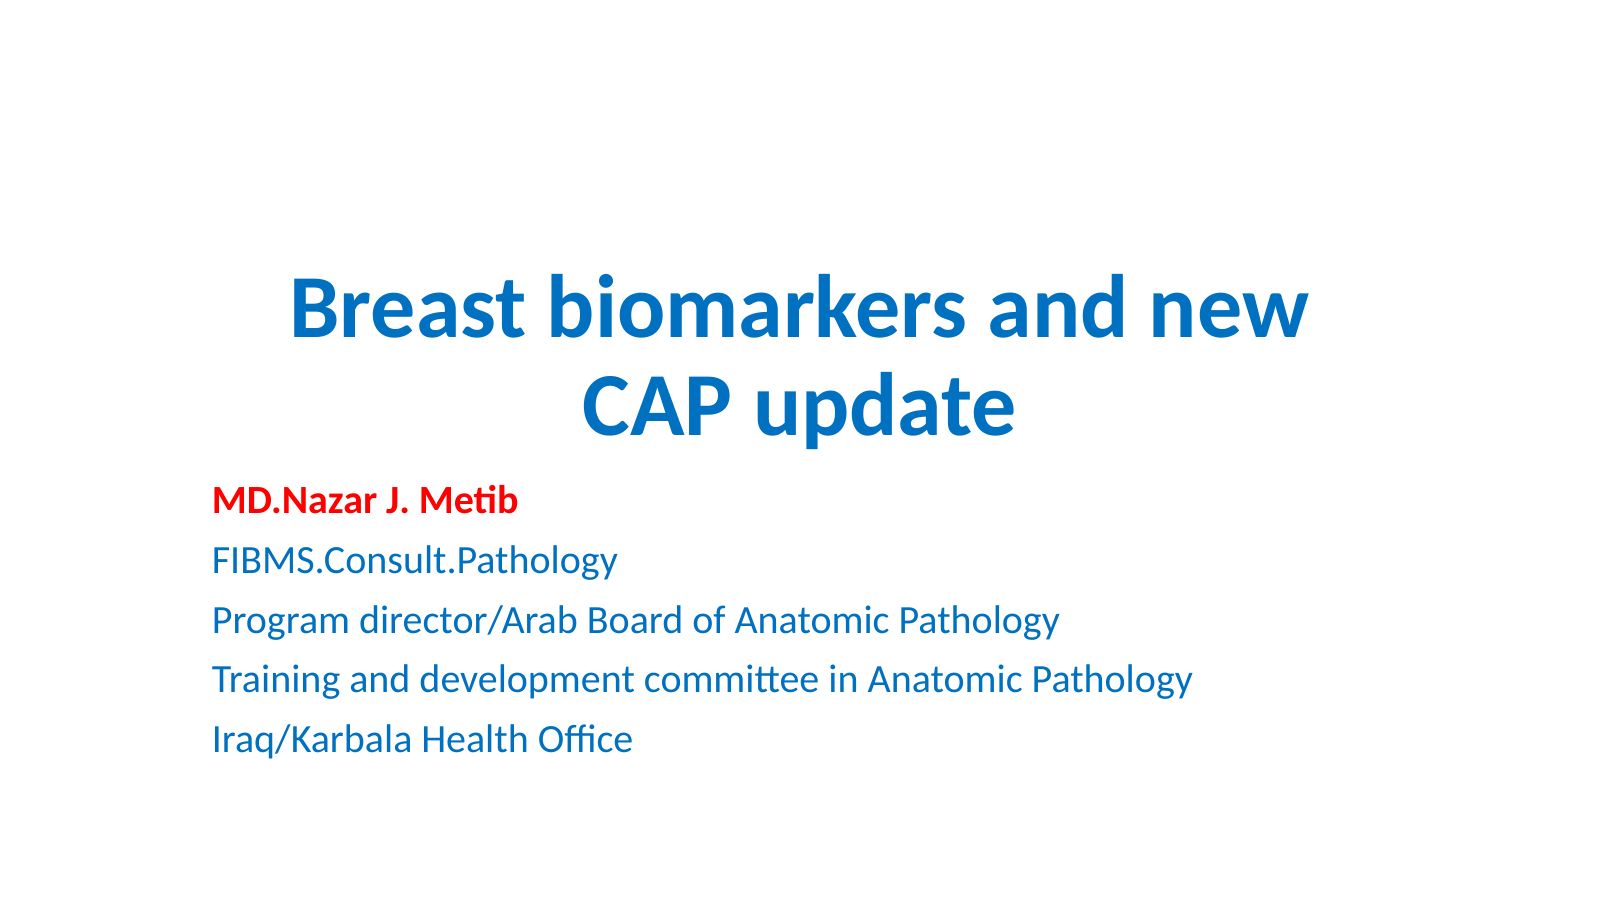 Breast biomarkers and new
CAP update
MD.Nazar J. Metib
FIBMS.Consult.Pathology
Program director/Arab Board of Anatomic Pathology
Training and development committee in Anatomic Pathology
Iraq/Karbala Health Office